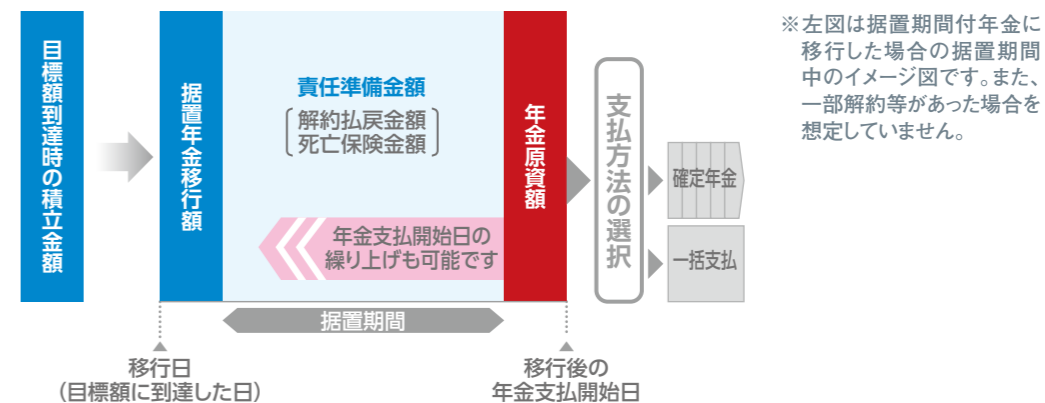 目標額到達時の積立金額
据置年金移行額
責任準備金額
解約払戻金額
死亡保険金額
年金支払開始日の
繰り上げも可能です
年金原資額
支払方法の選択
確定年金
一括支払
据置期間
移行日
（目標額に到達した日）
移行後の
年金支払開始日
※左図は据置期間付年金に
移行した場合の据置期間
中のイメージ図です。また、
一部解約等があった場合を
想定していません。